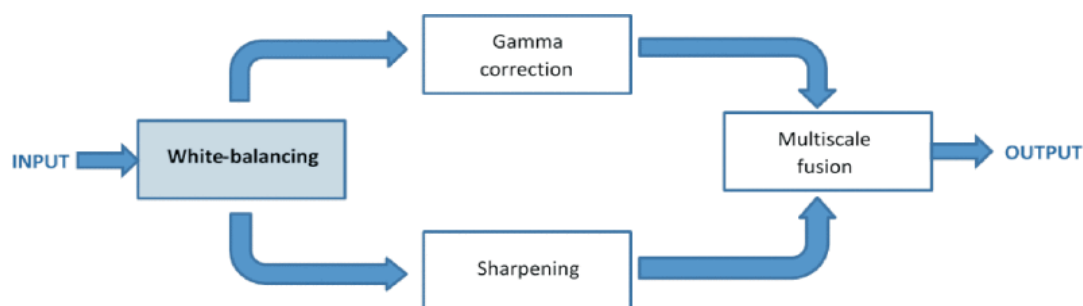 Gamma
correction
INPUT
White-balancing
Multiscale
fusion
OUTPUT
Sharpening